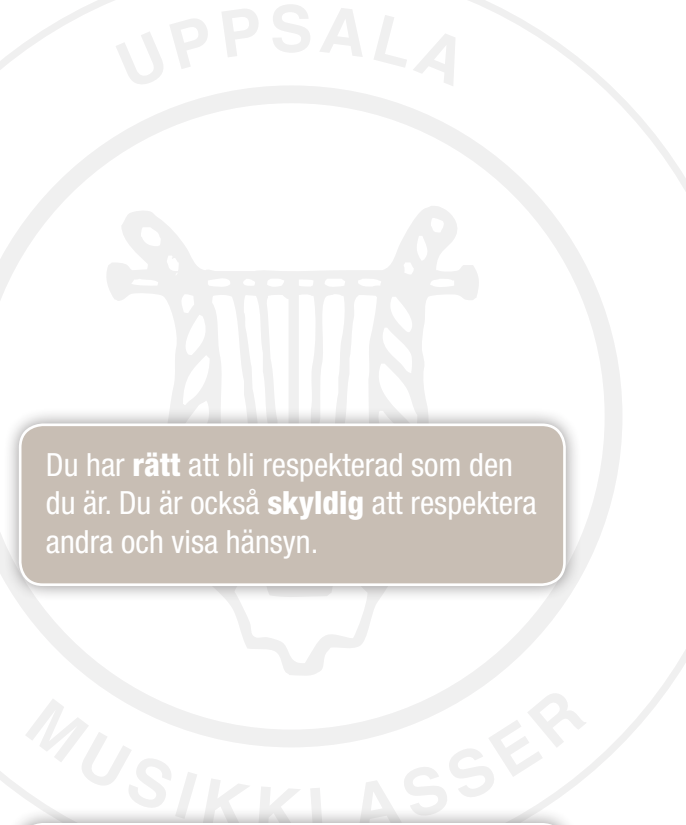 UPPSALA
Du har rätt att bli respekterad som den
du är. Du är också skyldig att respektera
andra och visa hänsyn.
MUSIKKLASSER